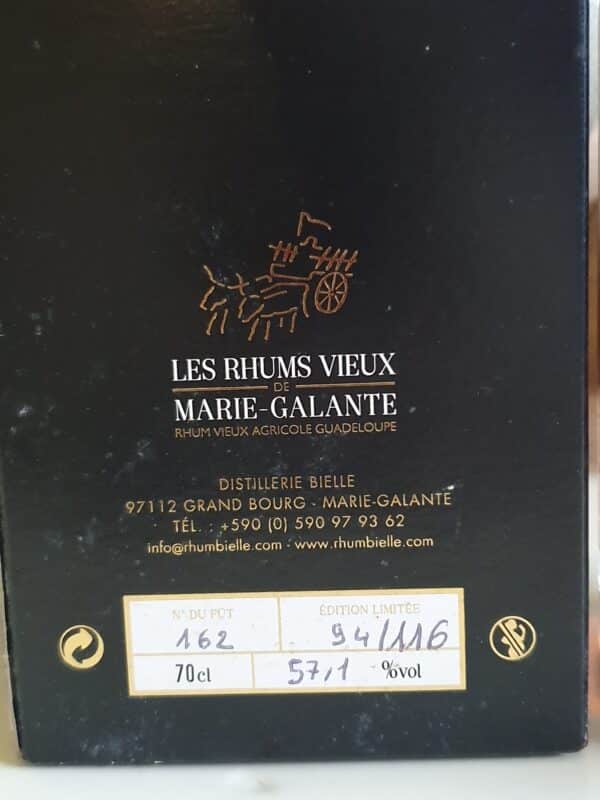 LES RHUMS VIEUX
DE
MARIE-GALANTE
RHUM VIEUX AGRICOLE GUADELOUPE
DISTILLERIE BIELLE
97112 GRAND BOURG - MARIE-GALANTE
TÉL. : +590 (0) 590 97 93 62
info@rhumbielle.com - www.rhumbielle.com
N° DU FÛT
ÉDITION LIMITÉE
162
94/116
70cl
57,1 %vol